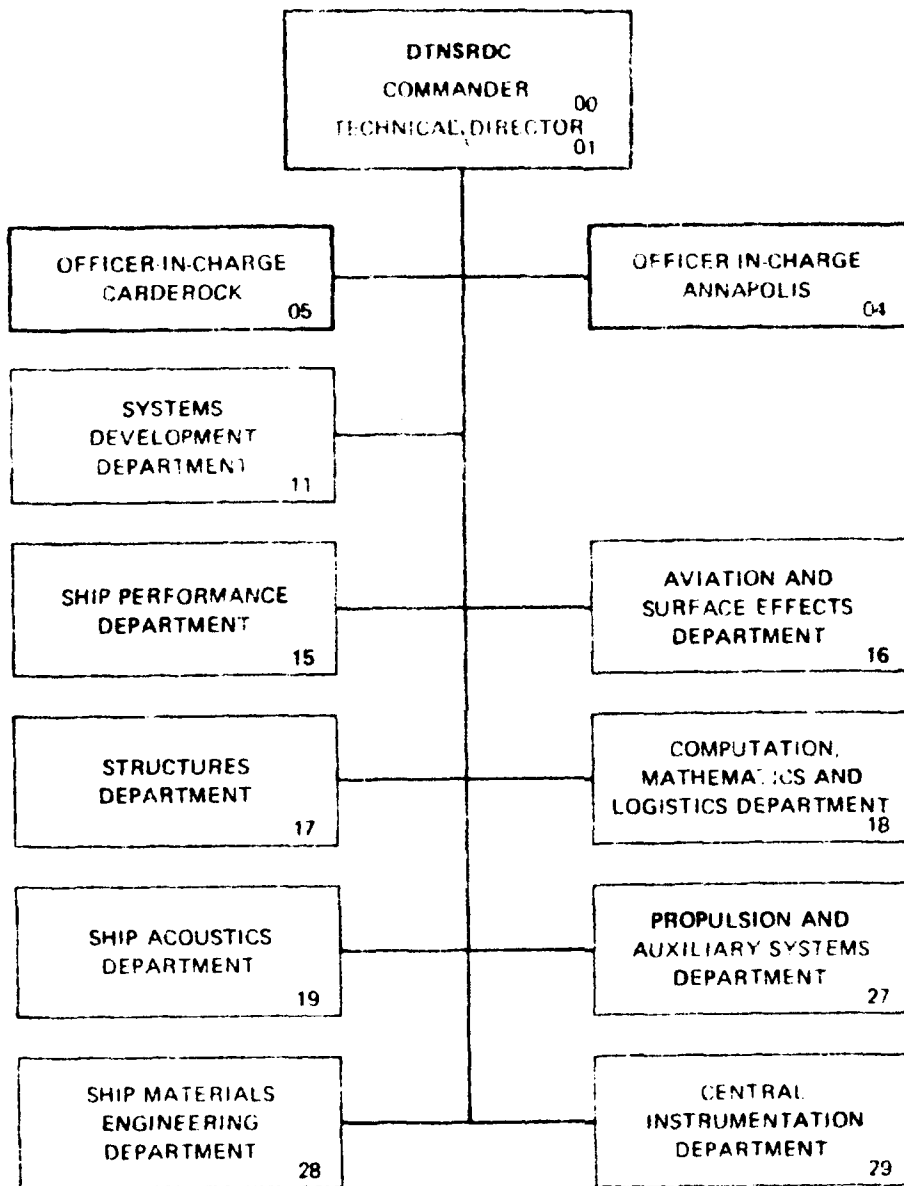 DTNSRDC
COMMANDER
00
TECHNICAL DIRECTOR
01
OFFICER-IN-CHARGE
CARDEROCK
05
OFFICER IN-CHARGE
ANNAPOLIS
04
SYSTEMS
DEVELOPMENT
DEPARTMENT
11
SHIP PERFORMANCE
DEPARTMENT
15
AVIATION AND
SURFACE EFFECTS
DEPARTMENT
16
STRUCTURES
DEPARTMENT
17
COMPUTATION,
MATHEMATICS AND
LOGISTICS DEPARTMENT
18
SHIP ACOUSTICS
DEPARTMENT
19
PROPULSION AND
AUXILIARY SYSTEMS
DEPARTMENT
27
SHIP MATERIALS
ENGINEERING
DEPARTMENT
28
CENTRAL
INSTRUMENTATION
DEPARTMENT
29